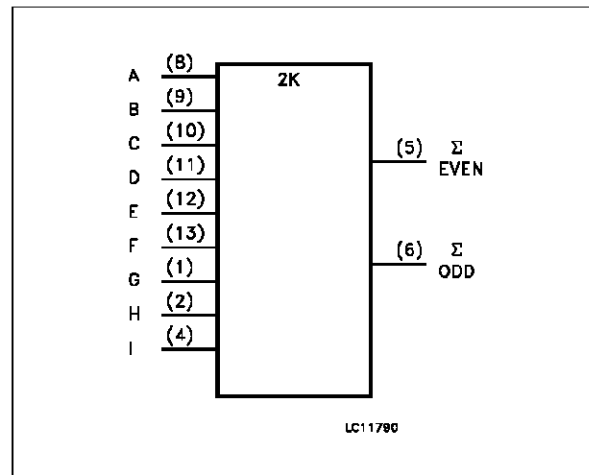 2K
A (8)
B (9)
C (10)
D (11)
E (12)
F (13)
G (1)
H (2)
I (4)
(5) Σ
EVEN
(6) Σ
ODD
LC11790